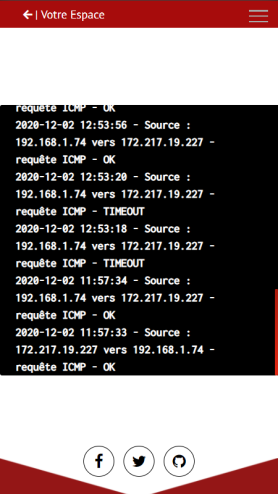 ← | Votre Espace
requête ICMP - OK
2020-12-02 12:53:56 - Source :
192.168.1.74 vers 172.217.19.227 -
requête ICMP - OK
2020-12-02 12:53:20 - Source :
192.168.1.74 vers 172.217.19.227 -
requête ICMP - TIMEOUT
2020-12-02 12:53:18 - Source :
192.168.1.74 vers 172.217.19.227 -
requête ICMP - TIMEOUT
2020-12-02 11:57:34 - Source :
192.168.1.74 vers 172.217.19.227 -
requête ICMP - OK
2020-12-02 11:57:33 - Source :
172.217.19.227 vers 192.168.1.74 -
requête ICMP - OK